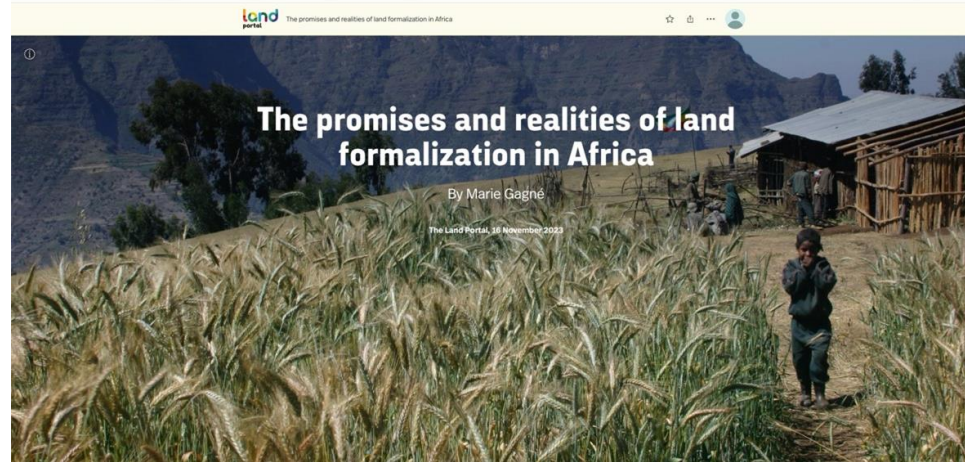 land
portal
The promises and realities of land formalization in Africa
The promises and realities of land
formalization in Africa
By Marie Gagné
The Land Portal, 16 November 2023